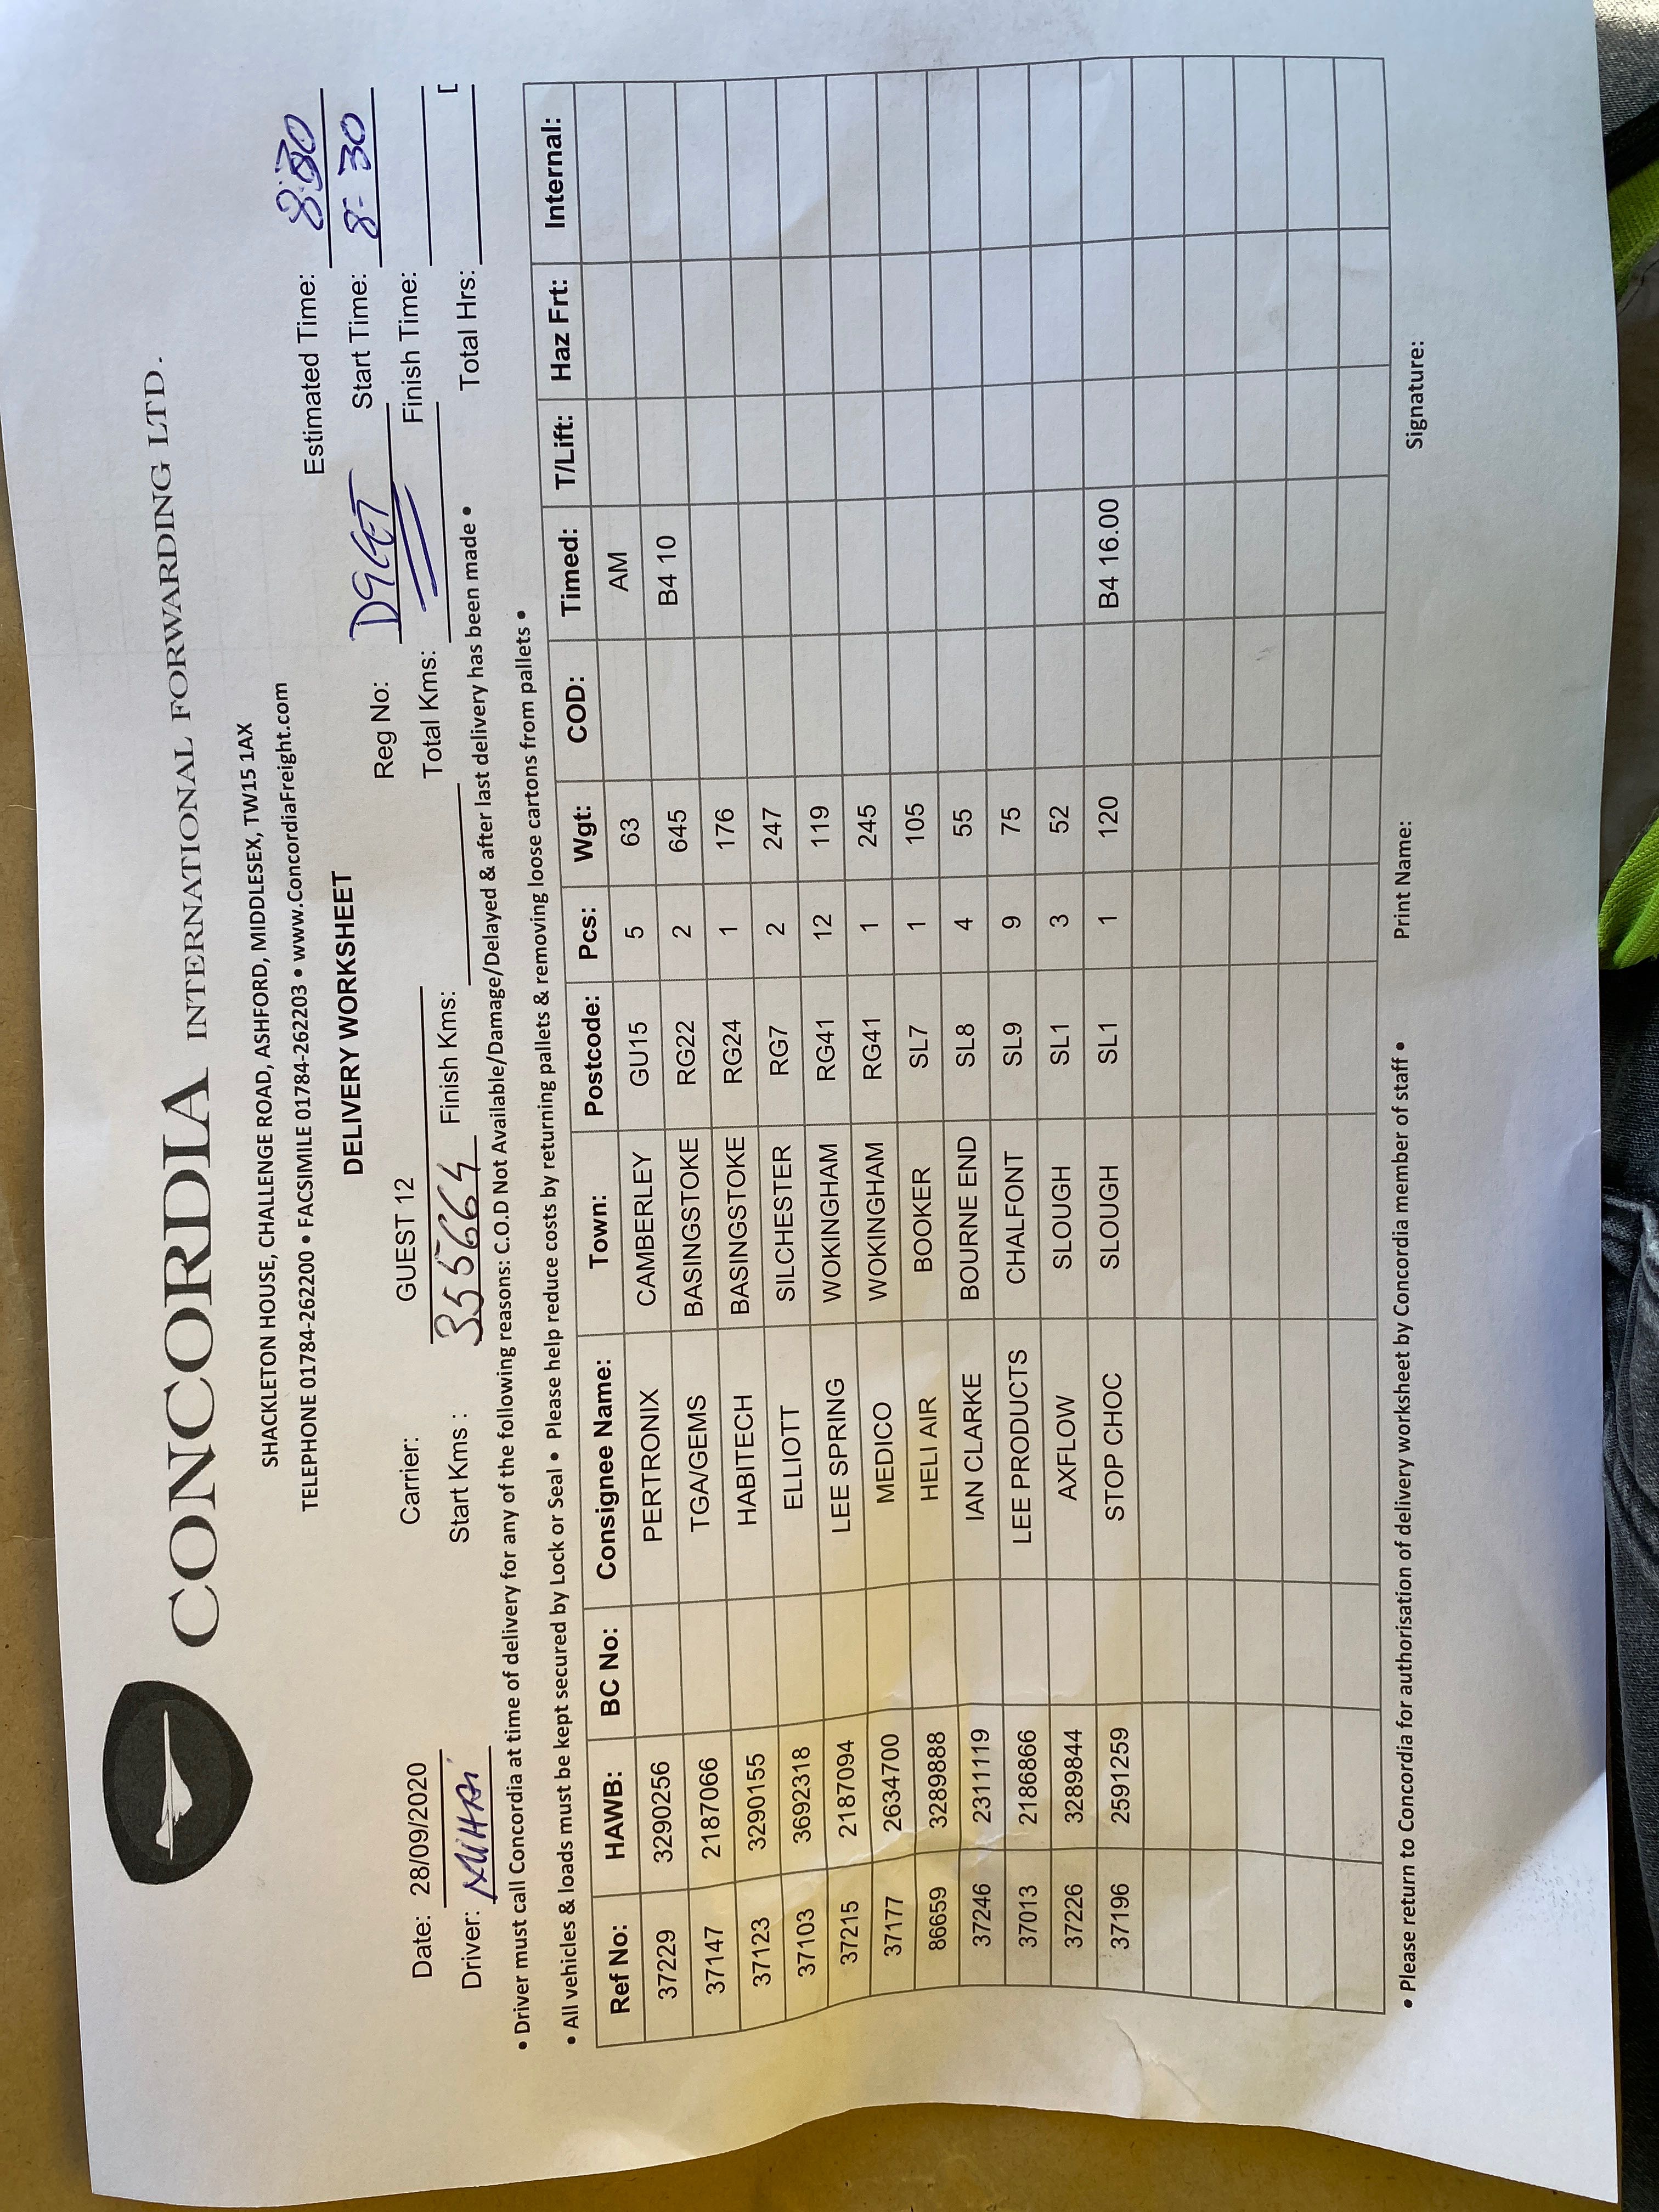 CONCORDIA INTERNATIONAL FORWARDING LTD.
SHACKLETON HOUSE, CHALLENGE ROAD, ASHFORD, MIDDLESEX, TW15 1AX
TELEPHONE 01784-262200 • FACSIMILE 01784-262203 • www.ConcordiaFreight.com
DELIVERY WORKSHEET
Estimated Time:
Date: 28/09/2020 Carrier: GUEST 12 Reg No: Start Time: 8-30
Driver: MIHAI Start Kms : 355664 Finish Kms: Total Kms: Finish Time:
Total Hrs:
• Driver must call Concordia at time of delivery for any of the following reasons: C.O.D Not Available/Damage/Delayed & after last delivery has been made •
• All vehicles & loads must be kept secured by Lock or Seal • Please help reduce costs by returning pallets & removing loose cartons from pallets •
Ref No: HAWB: BC No: Consignee Name: Town: Postcode: Pcs: Wgt: COD: Timed: T/Lift: Haz Frt: Internal:
37229 3290256 PERTRONIX CAMBERLEY GU15 5 63 AM
37147 2187066 TGA/GEMS BASINGSTOKE RG22 2 645 B4 10
37123 3290155 HABITECH BASINGSTOKE RG24 1 176
37103 3692318 ELLIOTT SILCHESTER RG7 2 247
37215 2187094 LEE SPRING WOKINGHAM RG41 12 119
37177 2634700 MEDICO WOKINGHAM RG41 1 245
86659 3289888 HELI AIR BOOKER SL7 1 105
37246 2311119 IAN CLARKE BOURNE END SL8 4 55
37013 2186866 LEE PRODUCTS CHALFONT SL9 9 75
37226 3289844 AXFLOW SLOUGH SL1 3 52
37196 2591259 STOP CHOC SLOUGH SL1 1 120 B4 16.00
• Please return to Concordia for authorisation of delivery worksheet by Concordia member of staff • Print Name: Signature: